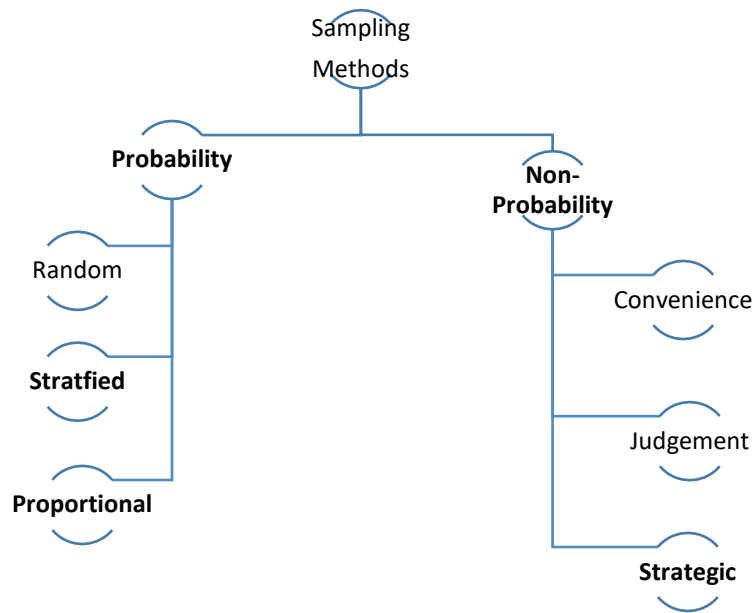 Sampling
Methods
Probability
Non-
Probability
Random
Stratfied
Proportional
Convenience
Judgement
Strategic